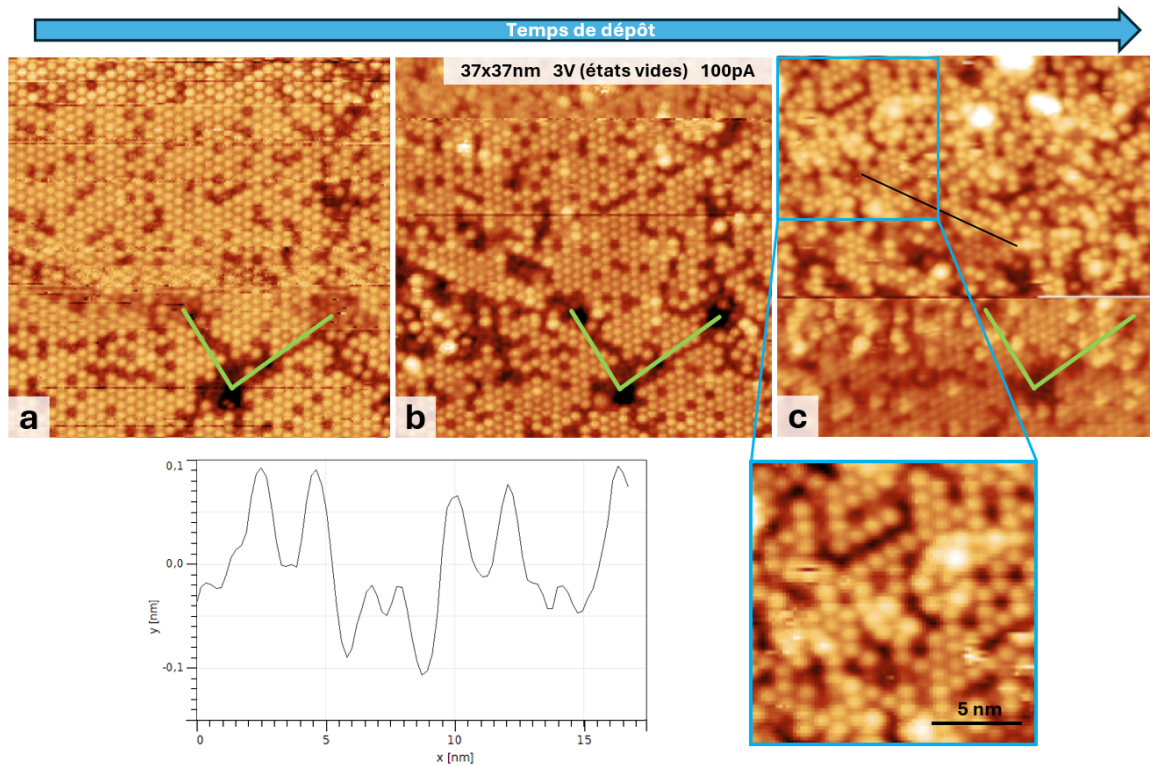 Temps de dépôt
37x37nm 3V (états vides) 100pA
a
b
c
0,1
0,0
-0,1
y [nm]
0
5
10
15
x [nm]
5 nm